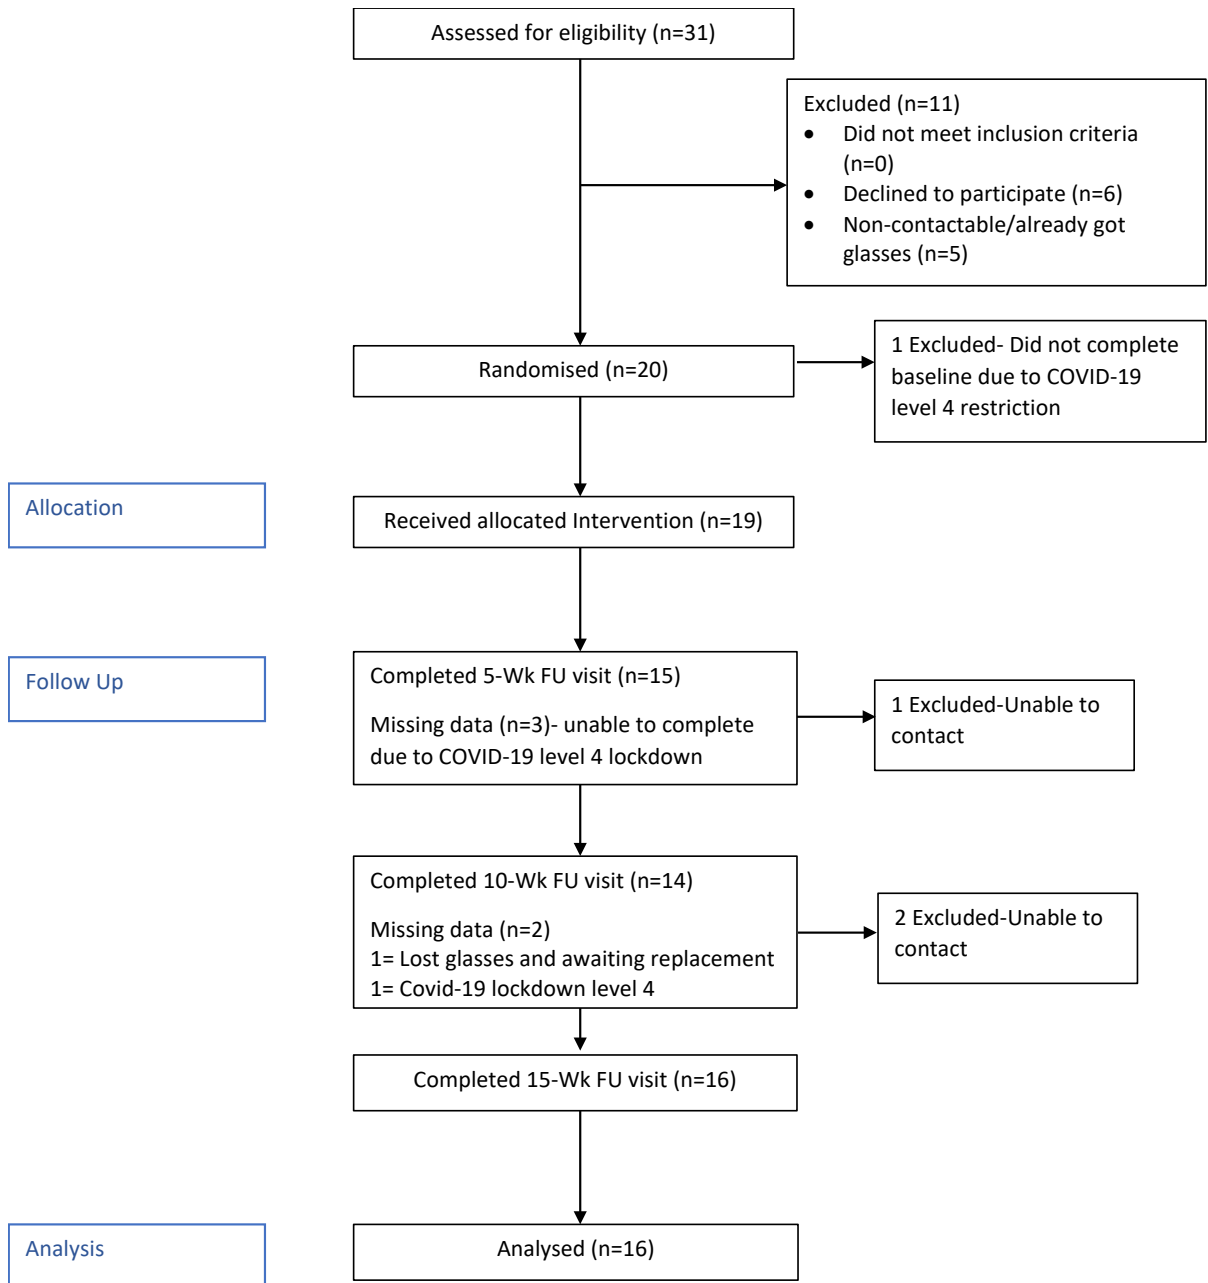 Assessed for eligibility (n=31)
Excluded (n=11)
• Did not meet inclusion criteria
(n=0)
• Declined to participate (n=6)
• Non-contactable/already got
glasses (n=5)
Randomised (n=20)
1 Excluded- Did not complete
baseline due to COVID-19
level 4 restriction
Allocation
Received allocated Intervention (n=19)
Follow Up
Completed 5-Wk FU visit (n=15)
Missing data (n=3)- unable to complete
due to COVID-19 level 4 lockdown
1 Excluded-Unable to
contact
Completed 10-Wk FU visit (n=14)
Missing data (n=2)
1= Lost glasses and awaiting replacement
1= Covid-19 lockdown level 4
2 Excluded-Unable to
contact
Completed 15-Wk FU visit (n=16)
Analysis
Analysed (n=16)